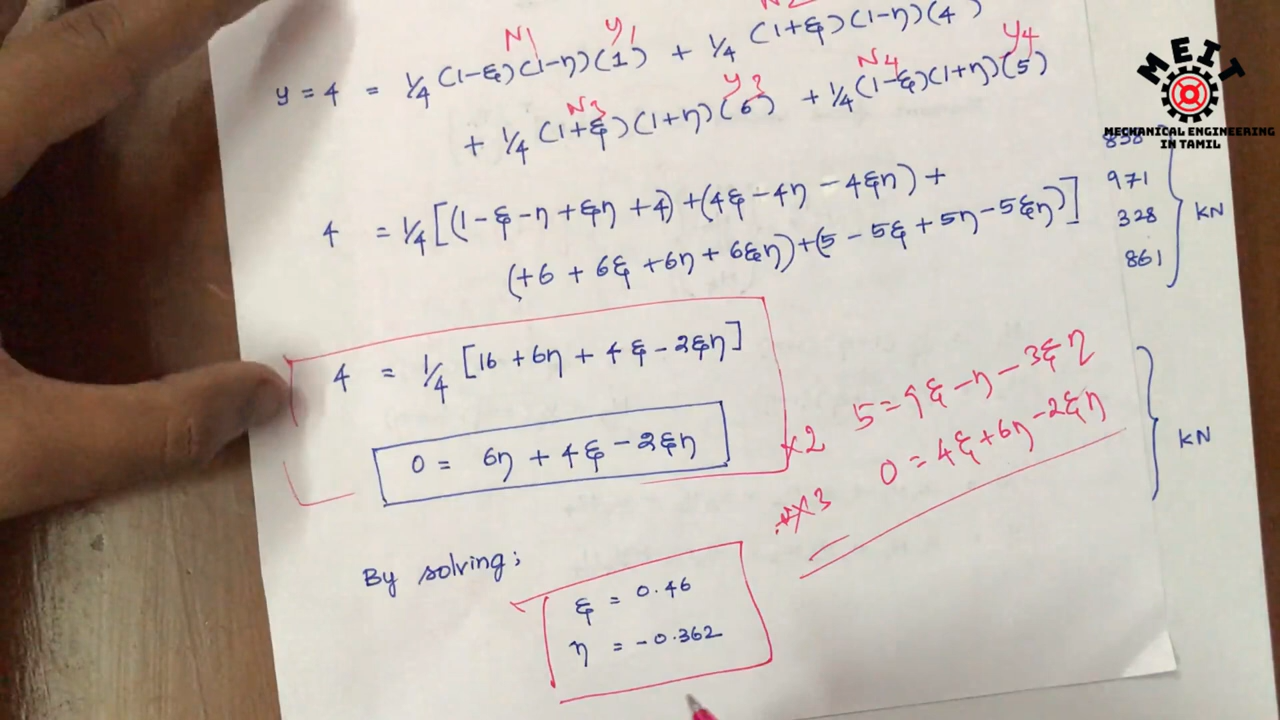 N2
N1 Y1
y = 4 = 1/4 (1-ξ)(1-η)(1) + 1/4 (1+ξ)(1-η)(4)
N3 Y3 N4 Y4
+ 1/4 (1+ξ)(1+η)(6) + 1/4 (1-ξ)(1+η)(5)
4 = 1/4 [(1-ξ-η+ξη+4)+(4ξ-4η-4ξη)+
(+6+6ξ+6η+6ξη)+(5-5ξ+5η-5ξη)]
4 = 1/4 [16+6η+4ξ-2ξη]
0 = 6η+4ξ-2ξη
×2
×3
5=9ξ-η-3ξη
0=4ξ+6η-2ξη
By solving;
ξ = 0.46
η = -0.362
838
971
328
861
kN
kN
MEIT
MECHANICAL ENGINEERING
IN TAMIL